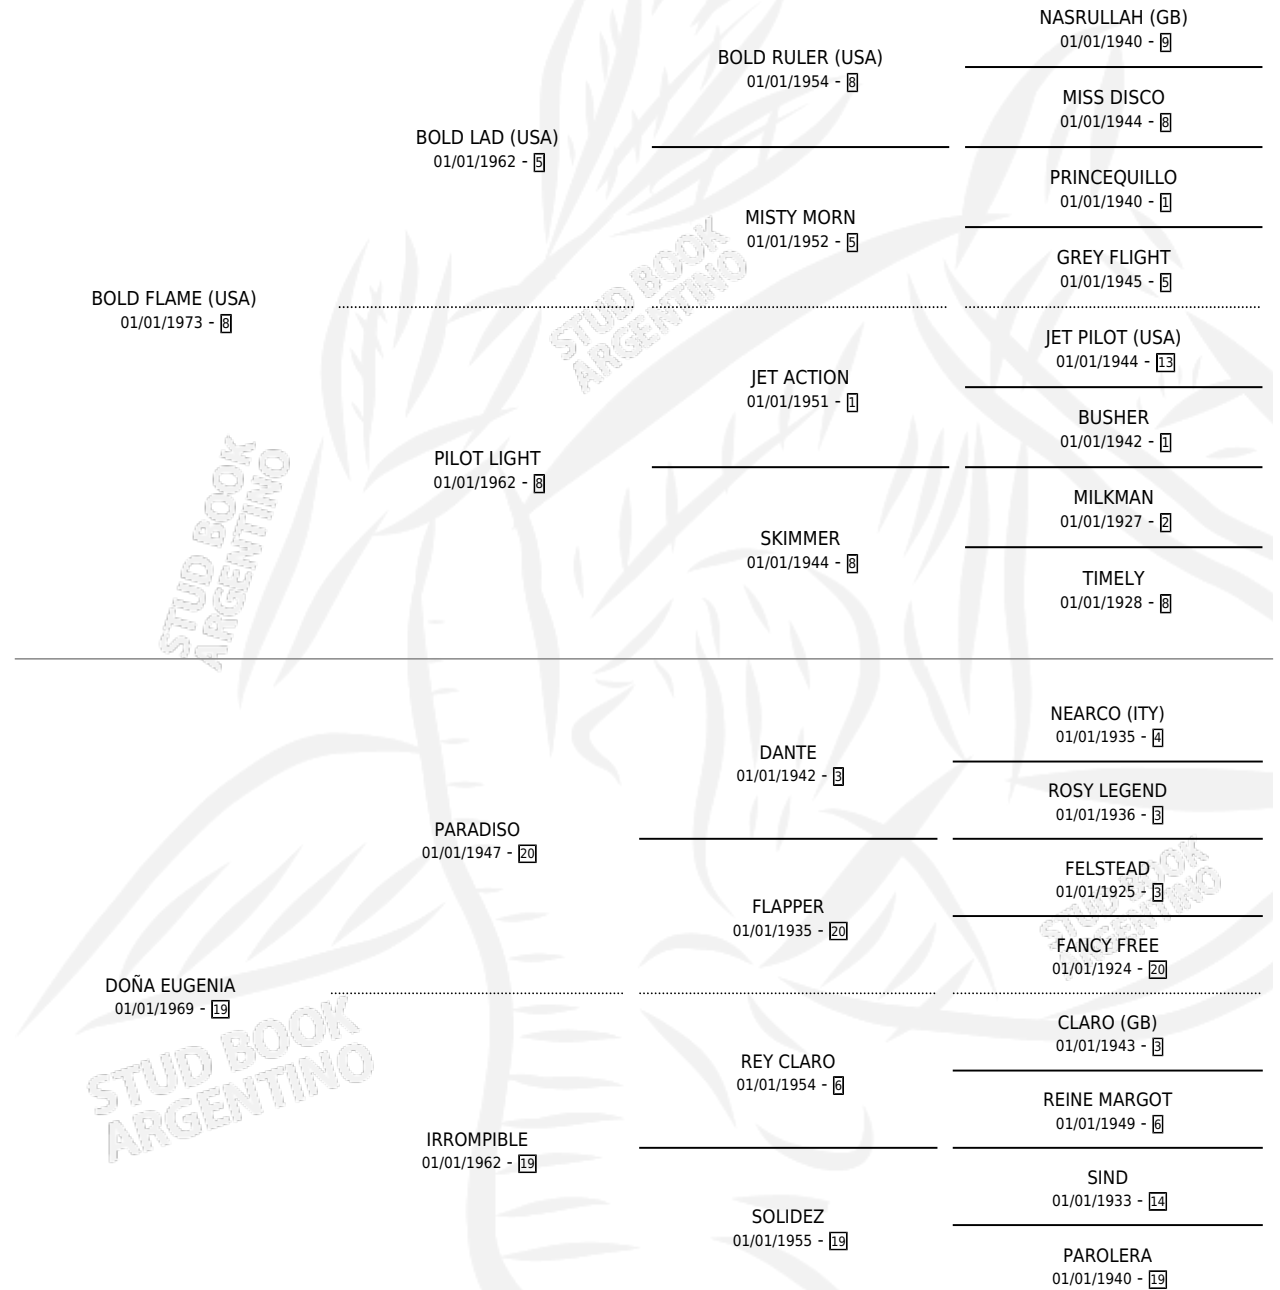 NASRULLAH (GB)
01/01/1940 - 9
BOLD RULER (USA)
01/01/1954 - 8
MISS DISCO
01/01/1944 - 8
BOLD LAD (USA)
01/01/1962 - 5
PRINCEQUILLO
01/01/1940 - 1
MISTY MORN
01/01/1952 - 5
GREY FLIGHT
01/01/1945 - 5
BOLD FLAME (USA)
01/01/1973 - 8
JET PILOT (USA)
01/01/1944 - 13
JET ACTION
01/01/1951 - 1
BUSHER
01/01/1942 - 1
PILOT LIGHT
01/01/1962 - 8
MILKMAN
01/01/1927 - 2
SKIMMER
01/01/1944 - 8
TIMELY
01/01/1928 - 8
NEARCO (ITY)
01/01/1935 - 4
DANTE
01/01/1942 - 3
ROSY LEGEND
01/01/1936 - 3
PARADISO
01/01/1947 - 20
FELSTEAD
01/01/1925 - 3
FLAPPER
01/01/1935 - 20
FANCY FREE
01/01/1924 - 20
DOÑA EUGENIA
01/01/1969 - 19
CLARO (GB)
01/01/1943 - 3
REY CLARO
01/01/1954 - 6
REINE MARGOT
01/01/1949 - 6
IRROMPIBLE
01/01/1962 - 19
SIND
01/01/1933 - 14
SOLIDEZ
01/01/1955 - 19
PAROLERA
01/01/1940 - 19
STUD BOOK
ARGENTINO
STUD BOOK
ARGENTINO
STUD BOOK
ARGENTINO
STUD BOOK
ARGENTINO